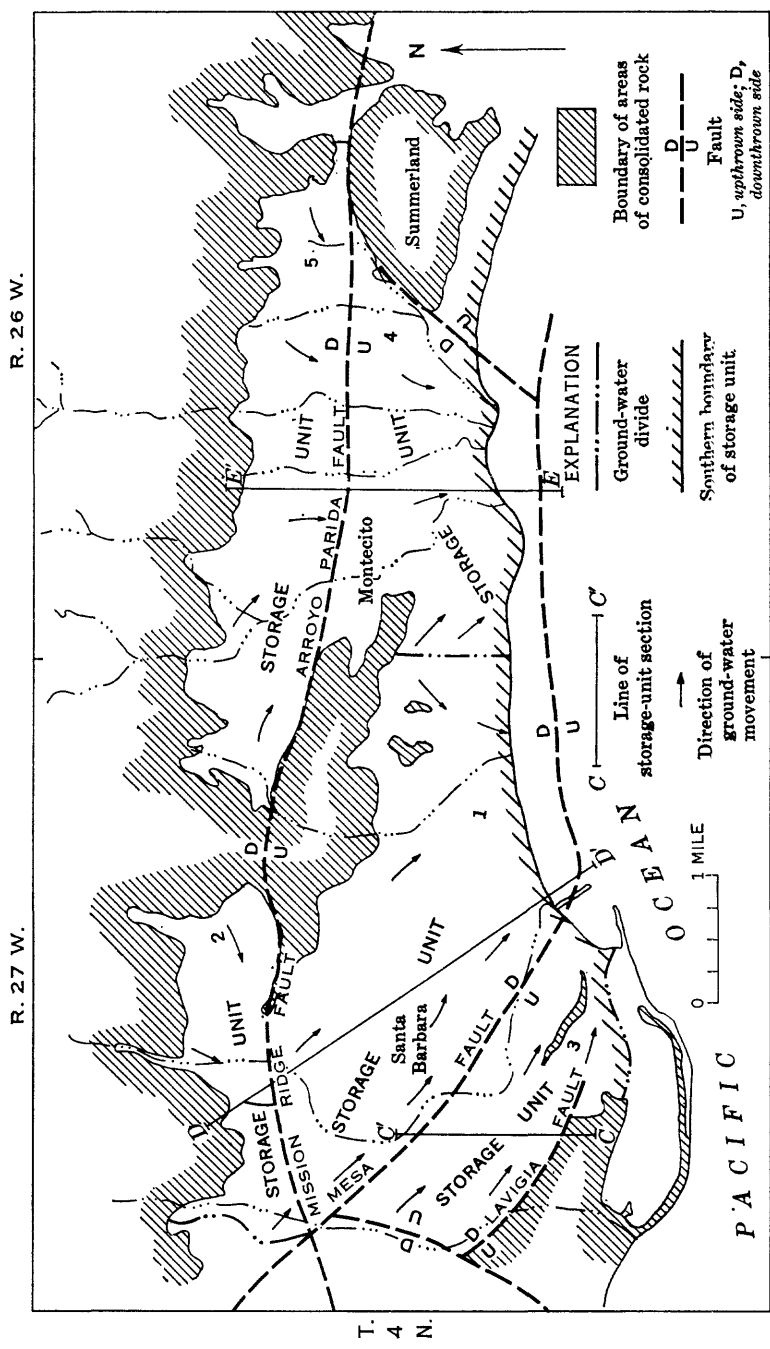 R. 27 W.
R. 26 W.
T.
4
N.
N
STORAGE
UNIT
2
D
U
MISSION
RIDGE
FAULT
STORAGE
ARROYO
PARIDA
FAULT
UNIT
5
D
U
4
UNIT
STORAGE
Montecito
Summerland
D
U
E'
E
D
D'
STORAGE
UNIT
1
Santa
Barbara
MESA
FAULT
D
U
C'
C
STORAGE
UNIT
3
LAVIGIA
FAULT
D
U
D
U
D
U
PACIFIC
OCEAN
0 1 MILE
EXPLANATION
C C'
Line of
storage-unit section
Direction of
ground-water
movement
Ground-water
divide
Southern boundary
of storage unit
Boundary of areas
of consolidated rock
D
U
Fault
U, upthrown side; D,
downthrown side